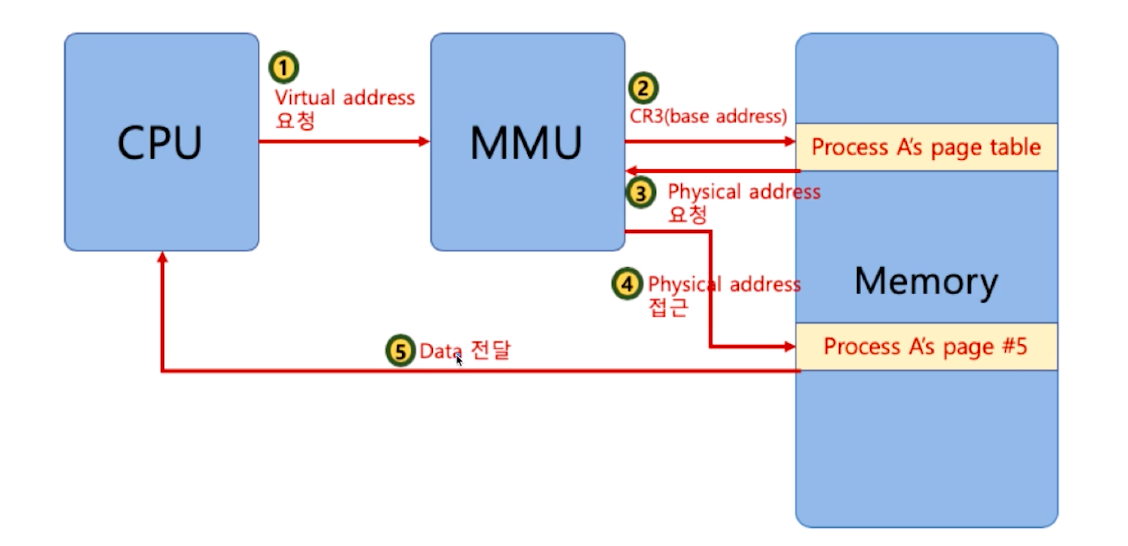 CPU
1
Virtual address
요청
MMU
2
CR3(base address)
Process A's page table
3
Physical address
요청
4
Physical address
접근
Memory
Process A's page #5
5
Data 전달